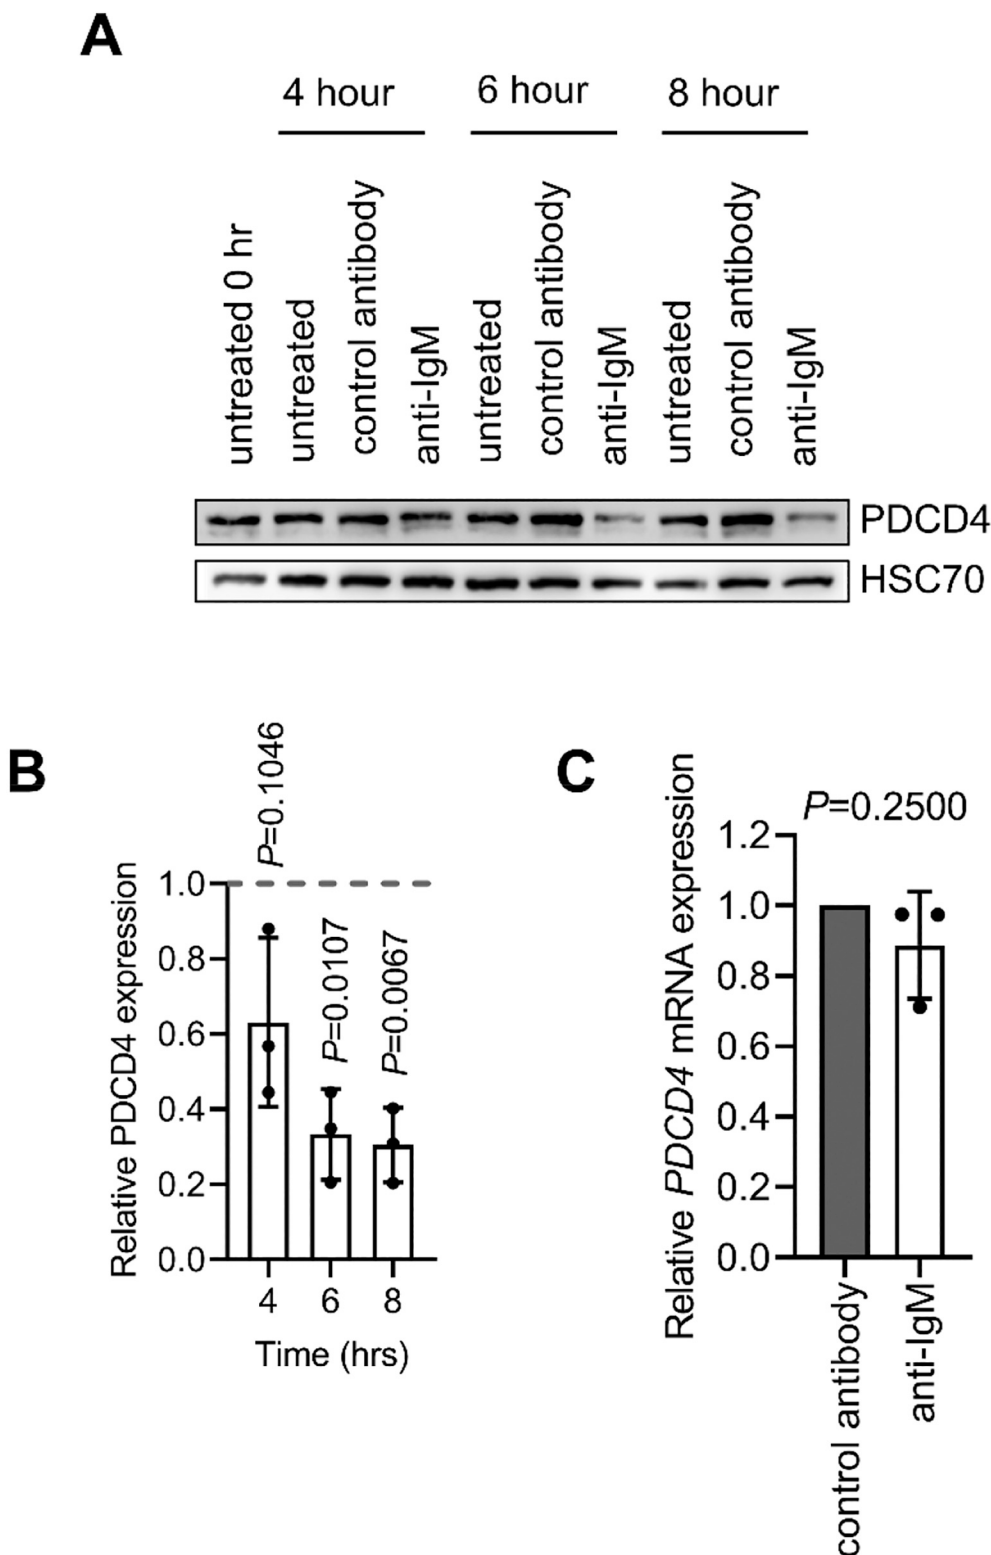 A
4 hour
6 hour
8 hour
untreated 0 hr
untreated
control antibody
anti-IgM
untreated
control antibody
anti-IgM
untreated
control antibody
anti-IgM
PDCD4
HSC70
B
P=0.1046
P=0.0107
P=0.0067
Relative PDCD4 expression
1.0
0.8
0.6
0.4
0.2
0.0
4
6
8
Time (hrs)
C
P=0.2500
Relative PDCD4 mRNA expression
1.2
1.0
0.8
0.6
0.4
0.2
0.0
control antibody
anti-IgM